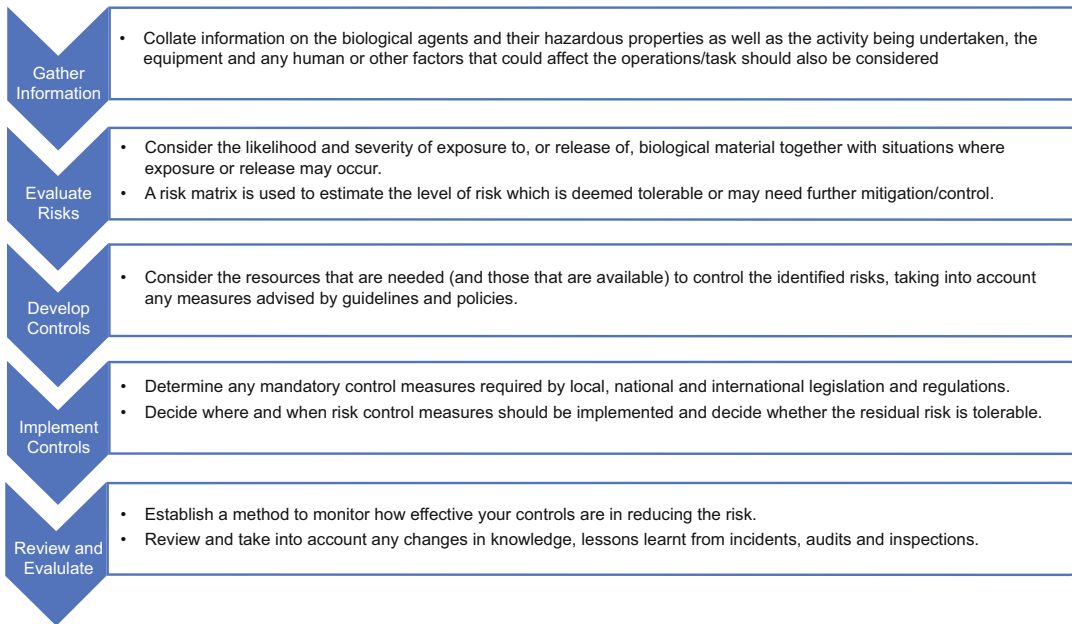 Gather
Information
• Collate information on the biological agents and their hazardous properties as well as the activity being undertaken, the
equipment and any human or other factors that could affect the operations/task should also be considered
Evaluate
Risks
• Consider the likelihood and severity of exposure to, or release of, biological material together with situations where
exposure or release may occur.
• A risk matrix is used to estimate the level of risk which is deemed tolerable or may need further mitigation/control.
Develop
Controls
• Consider the resources that are needed (and those that are available) to control the identified risks, taking into account
any measures advised by guidelines and policies.
Implement
Controls
• Determine any mandatory control measures required by local, national and international legislation and regulations.
• Decide where and when risk control measures should be implemented and decide whether the residual risk is tolerable.
Review and
Evalulate
• Establish a method to monitor how effective your controls are in reducing the risk.
• Review and take into account any changes in knowledge, lessons learnt from incidents, audits and inspections.